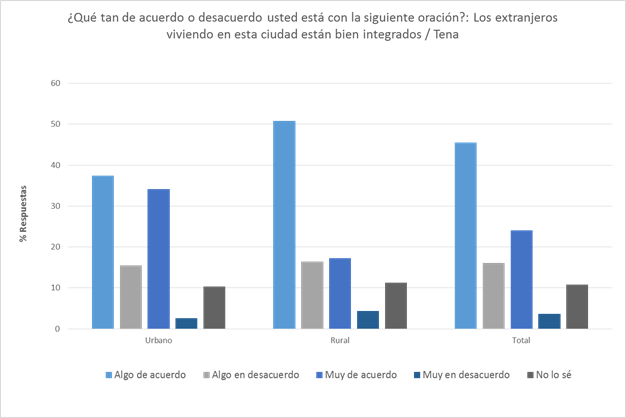 ¿Qué tan de acuerdo o desacuerdo usted está con la siguiente oración?: Los extranjeros
viviendo en esta ciudad están bien integrados / Tena
60
50
40
30
20
10
0
% Respuestas
Urbano Rural Total
Algo de acuerdo Algo en desacuerdo Muy de acuerdo Muy en desacuerdo No lo sé